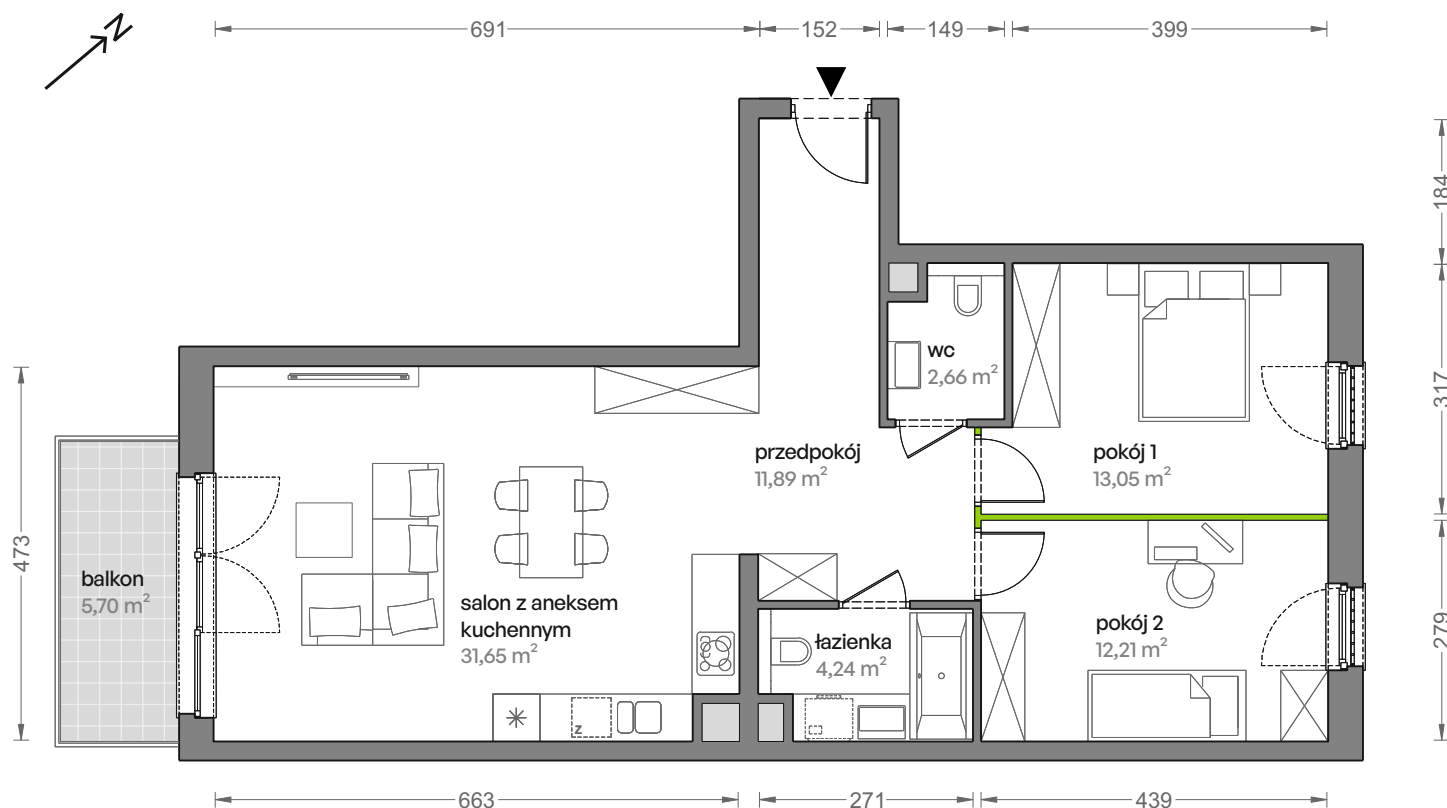 N
691
152
149
399
184
317
279
473
wc
2,66 m²
przedpokój
11,89 m²
pokój 1
13,05 m²
balkon
5,70 m²
salon z aneksem
kuchennym
31,65 m²
łazienka
4,24 m²
pokój 2
12,21 m²
z
663
271
439